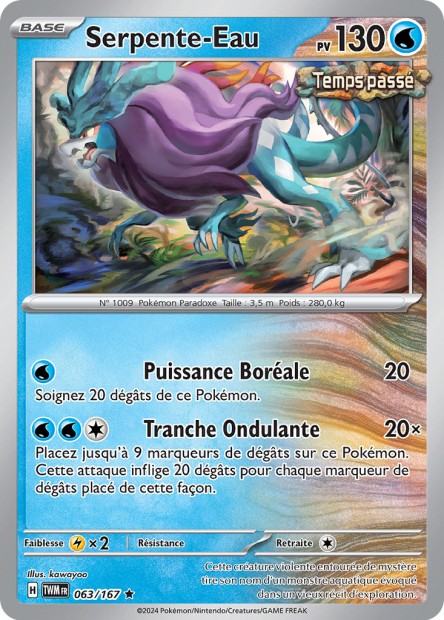 BASE
Serpente-Eau
PV 130
Temps passé
N° 1009 Pokémon Paradoxe Taille : 3,5 m Poids : 280,0 kg
Puissance Boréale 20
Soignez 20 dégâts de ce Pokémon.
Tranche Ondulante 20×
Placez jusqu'à 9 marqueurs de dégâts sur ce Pokémon.
Cette attaque inflige 20 dégâts pour chaque marqueur de
dégâts placé de cette façon.
Faiblesse ×2 Résistance Retraite
Illus. kawayoo
H TWM FR 063/167
Cette créature violente entourée de mystère
tire son nom d'un monstre aquatique évoqué
dans un vieux récit d'exploration.
©2024 Pokémon/Nintendo/Creatures/GAME FREAK